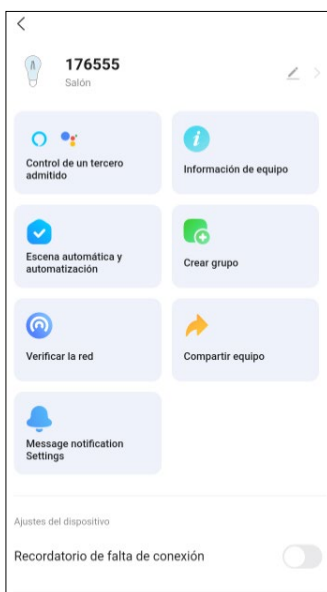 176555
Salón
Control de un tercero
admitido
Información de equipo
Escena automática y
automatización
Crear grupo
Verificar la red
Compartir equipo
Message notification
Settings
Ajustes del dispositivo
Recordatorio de falta de conexión